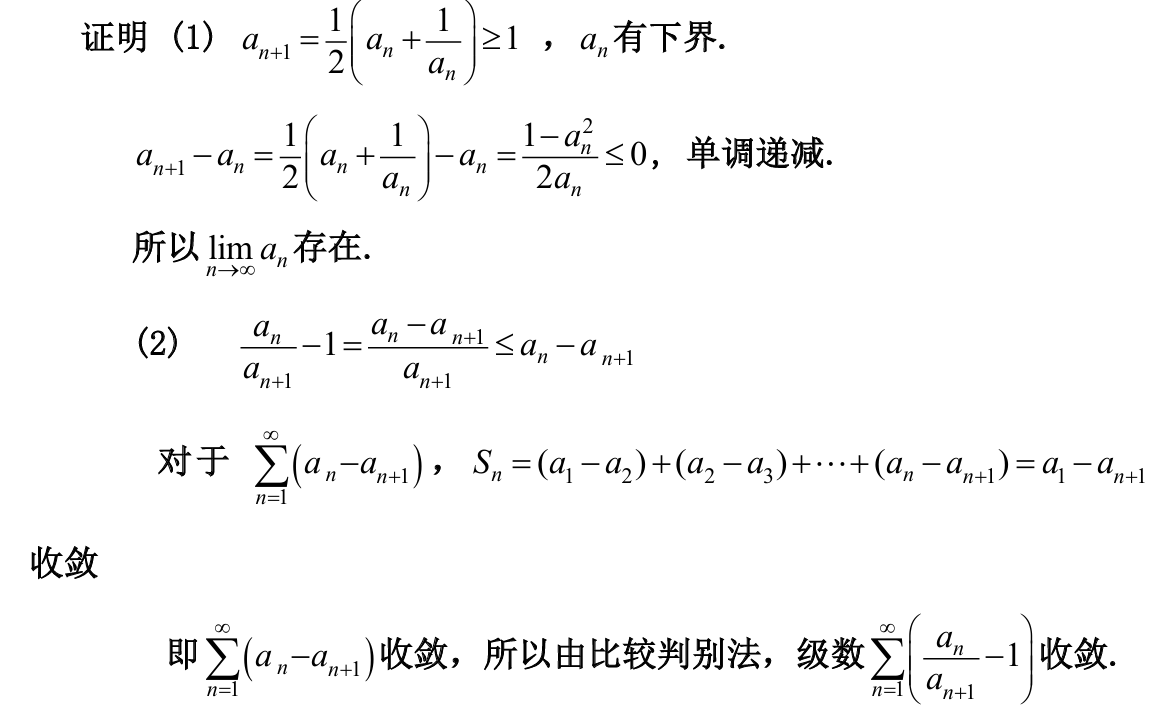 证明 (1) $a_{n+1}=\frac{1}{2}\left(a_n+\frac{1}{a_n}\right)\geq 1$ ，$a_n$有下界.
$a_{n+1}-a_n=\frac{1}{2}\left(a_n+\frac{1}{a_n}\right)-a_n=\frac{1-a_n^2}{2a_n}\leq 0$，单调递减.
所以$\lim_{n\to\infty}a_n$存在.
(2) $\frac{a_n}{a_{n+1}}-1=\frac{a_n-a_{n+1}}{a_{n+1}}\leq a_n-a_{n+1}$
对于 $\sum_{n=1}^{\infty}(a_n-a_{n+1})$，$S_n=(a_1-a_2)+(a_2-a_3)+\cdots+(a_n-a_{n+1})=a_1-a_{n+1}$
收敛
即$\sum_{n=1}^{\infty}(a_n-a_{n+1})$收敛，所以由比较判别法，级数$\sum_{n=1}^{\infty}\left(\frac{a_n}{a_{n+1}}-1\right)$收敛.